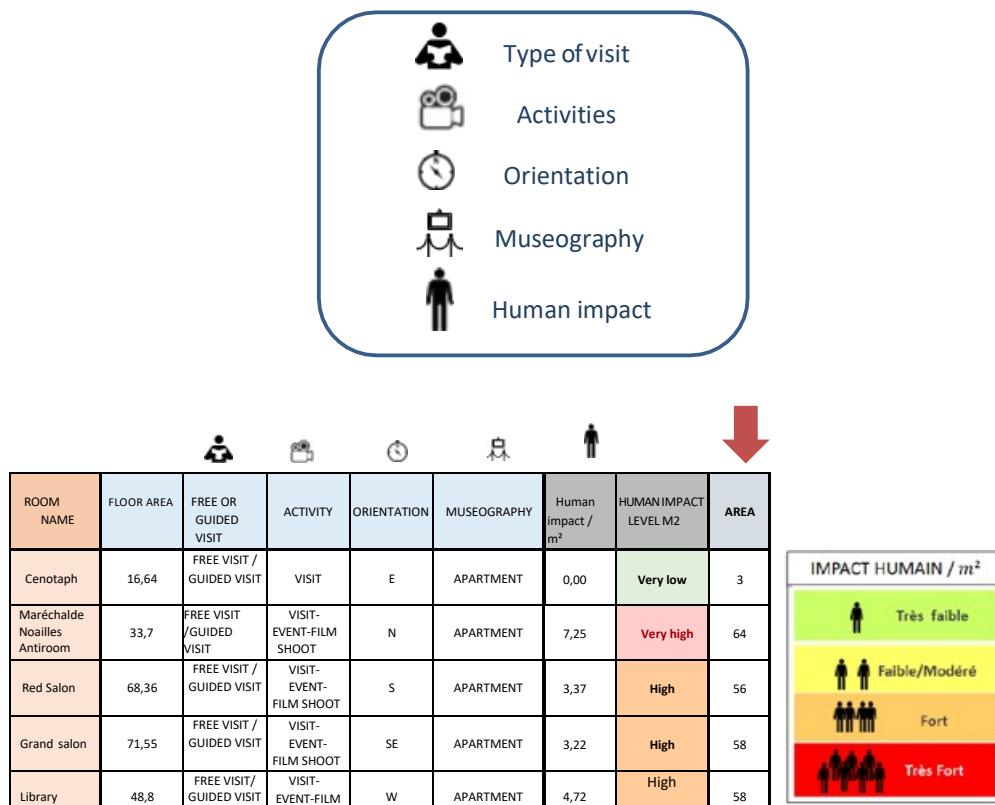 Type of visit
Activities
Orientation
Museography
Human impact
ROOM
NAME
FLOOR AREA
FREE OR
GUIDED
VISIT
ACTIVITY
ORIENTATION
MUSEOGRAPHY
Human
impact /
m²
HUMAN IMPACT
LEVEL M2
AREA
Cenotaph
16,64
FREE VISIT /
GUIDED VISIT
VISIT
E
APARTMENT
0,00
Very low
3
Maréchalde
Noailles
Antiroom
33,7
FREE VISIT
/GUIDED
VISIT
VISIT-
EVENT-FILM
SHOOT
N
APARTMENT
7,25
Very high
64
Red Salon
68,36
FREE VISIT /
GUIDED VISIT
VISIT-
EVENT-
FILM SHOOT
S
APARTMENT
3,37
High
56
Grand salon
71,55
FREE VISIT /
GUIDED VISIT
VISIT-
EVENT-
FILM SHOOT
SE
APARTMENT
3,22
High
58
Library
48,8
FREE VISIT/
GUIDED VISIT
VISIT-
EVENT-FILM
W
APARTMENT
4,72
High
58
IMPACT HUMAIN / m²
Très faible
Faible/Modéré
Fort
Très Fort